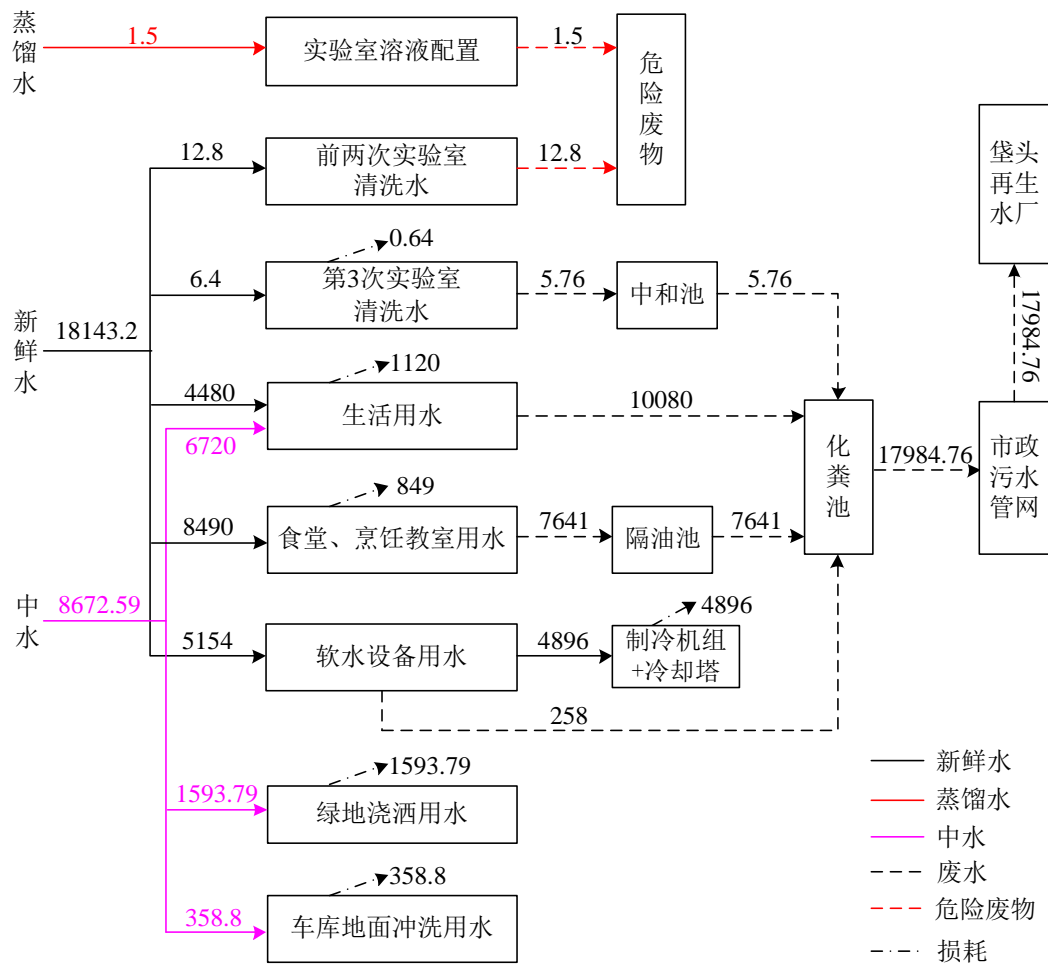 蒸馏水
1.5
实验室溶液配置
1.5
危险废物
12.8
前两次实验室
清洗水
12.8
垡头
再生
水厂
0.64
6.4
第3次实验室
清洗水
5.76
中和池
5.76
17984.76
新鲜水
18143.2
1120
4480
6720
生活用水
10080
化粪池
17984.76
市政
污水
管网
849
8490
食堂、烹饪教室用水
7641
隔油池
7641
中水
8672.59
5154
软水设备用水
4896
4896
制冷机组
+冷却塔
258
1593.79
1593.79
绿地浇洒用水
358.8
358.8
车库地面冲洗用水
新鲜水
蒸馏水
中水
废水
危险废物
损耗